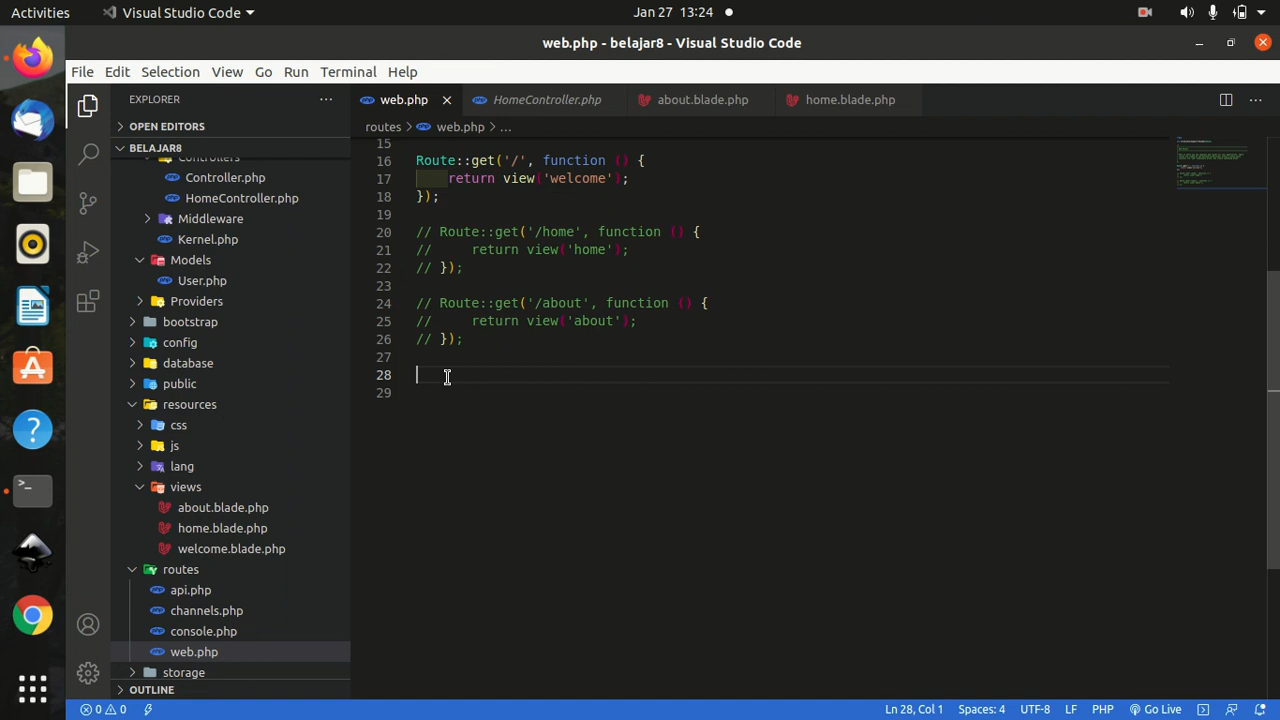 Activities
Visual Studio Code
Jan 27 13:24
web.php - belajar8 - Visual Studio Code
File Edit Selection View Go Run Terminal Help
EXPLORER
OPEN EDITORS
BELAJAR8
Controllers
Controller.php
HomeController.php
Middleware
Kernel.php
Models
User.php
Providers
bootstrap
config
database
public
resources
css
js
lang
views
about.blade.php
home.blade.php
welcome.blade.php
routes
api.php
channels.php
console.php
web.php
storage
OUTLINE
web.php HomeController.php about.blade.php home.blade.php
routes > web.php > ...
15
16 Route::get('/', function () {
17     return view('welcome');
18 });
19
20 // Route::get('/home', function () {
21 //     return view('home');
22 // });
23
24 // Route::get('/about', function () {
25 //     return view('about');
26 // });
27
28
29
0 0 Ln 28, Col 1 Spaces: 4 UTF-8 LF PHP Go Live